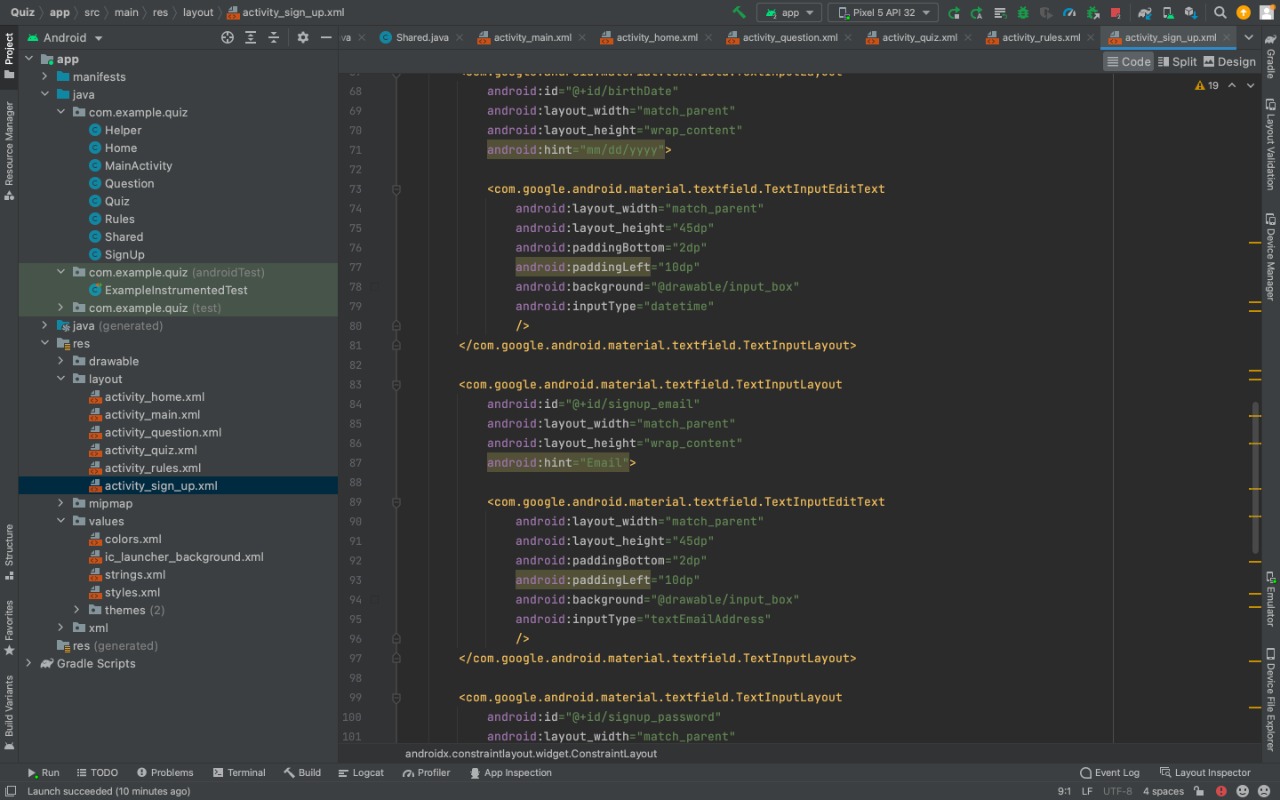 Quiz app src main res layout activity_sign_up.xml
app Pixel 5 API 32
Android
Shared.java activity_main.xml activity_home.xml activity_question.xml activity_quiz.xml activity_rules.xml activity_sign_up.xml
Code Split Design
19
Project
Resource Manager
Structure
Favorites
Build Variants
app
manifests
java
com.example.quiz
Helper
Home
MainActivity
Question
Quiz
Rules
Shared
SignUp
com.example.quiz (androidTest)
ExampleInstrumentedTest
com.example.quiz (test)
java (generated)
res
drawable
layout
activity_home.xml
activity_main.xml
activity_question.xml
activity_quiz.xml
activity_rules.xml
activity_sign_up.xml
mipmap
values
colors.xml
ic_launcher_background.xml
strings.xml
styles.xml
themes (2)
xml
res (generated)
Gradle Scripts
<com.google.android.material.textfield.TextInputLayout
68 android:id="@+id/birthDate"
69 android:layout_width="match_parent"
70 android:layout_height="wrap_content"
71 android:hint="mm/dd/yyyy">
72
73 <com.google.android.material.textfield.TextInputEditText
74 android:layout_width="match_parent"
75 android:layout_height="45dp"
76 android:paddingBottom="2dp"
77 android:paddingLeft="10dp"
78 android:background="@drawable/input_box"
79 android:inputType="datetime"
80 />
81 </com.google.android.material.textfield.TextInputLayout>
82
83 <com.google.android.material.textfield.TextInputLayout
84 android:id="@+id/signup_email"
85 android:layout_width="match_parent"
86 android:layout_height="wrap_content"
87 android:hint="Email">
88
89 <com.google.android.material.textfield.TextInputEditText
90 android:layout_width="match_parent"
91 android:layout_height="45dp"
92 android:paddingBottom="2dp"
93 android:paddingLeft="10dp"
94 android:background="@drawable/input_box"
95 android:inputType="textEmailAddress"
96 />
97 </com.google.android.material.textfield.TextInputLayout>
98
99 <com.google.android.material.textfield.TextInputLayout
100 android:id="@+id/signup_password"
101 android:layout_width="match_parent"
androidx.constraintlayout.widget.ConstraintLayout
Gradle
Layout Validation
Device Manager
Emulator
Device File Explorer
Run TODO Problems Terminal Build Logcat Profiler App Inspection Event Log Layout Inspector
Launch succeeded (10 minutes ago) 9:1 LF UTF-8 4 spaces